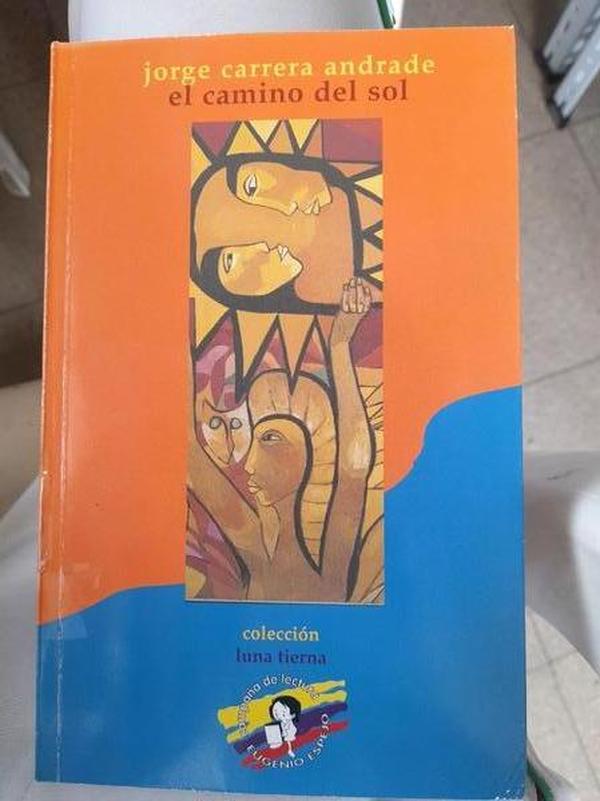 jorge carrera andrade
el camino del sol
colección
luna tierna
campaña de lectura
EUGENIO ESPEJO